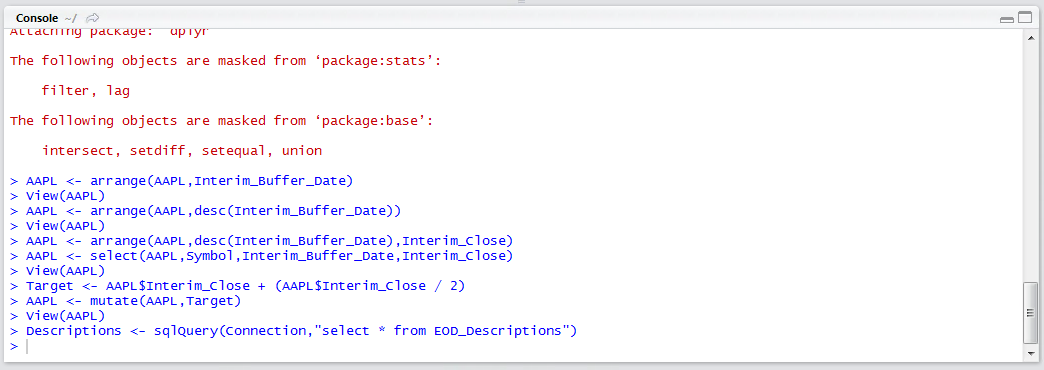 Console ~/
Attaching package: ‘dplyr’
The following objects are masked from ‘package:stats’:
filter, lag
The following objects are masked from ‘package:base’:
intersect, setdiff, setequal, union
> AAPL <- arrange(AAPL,Interim_Buffer_Date)
> View(AAPL)
> AAPL <- arrange(AAPL,desc(Interim_Buffer_Date))
> View(AAPL)
> AAPL <- arrange(AAPL,desc(Interim_Buffer_Date),Interim_Close)
> AAPL <- select(AAPL,Symbol,Interim_Buffer_Date,Interim_Close)
> View(AAPL)
> Target <- AAPL$Interim_Close + (AAPL$Interim_Close / 2)
> AAPL <- mutate(AAPL,Target)
> View(AAPL)
> Descriptions <- sqlQuery(Connection,"select * from EOD_Descriptions")
>